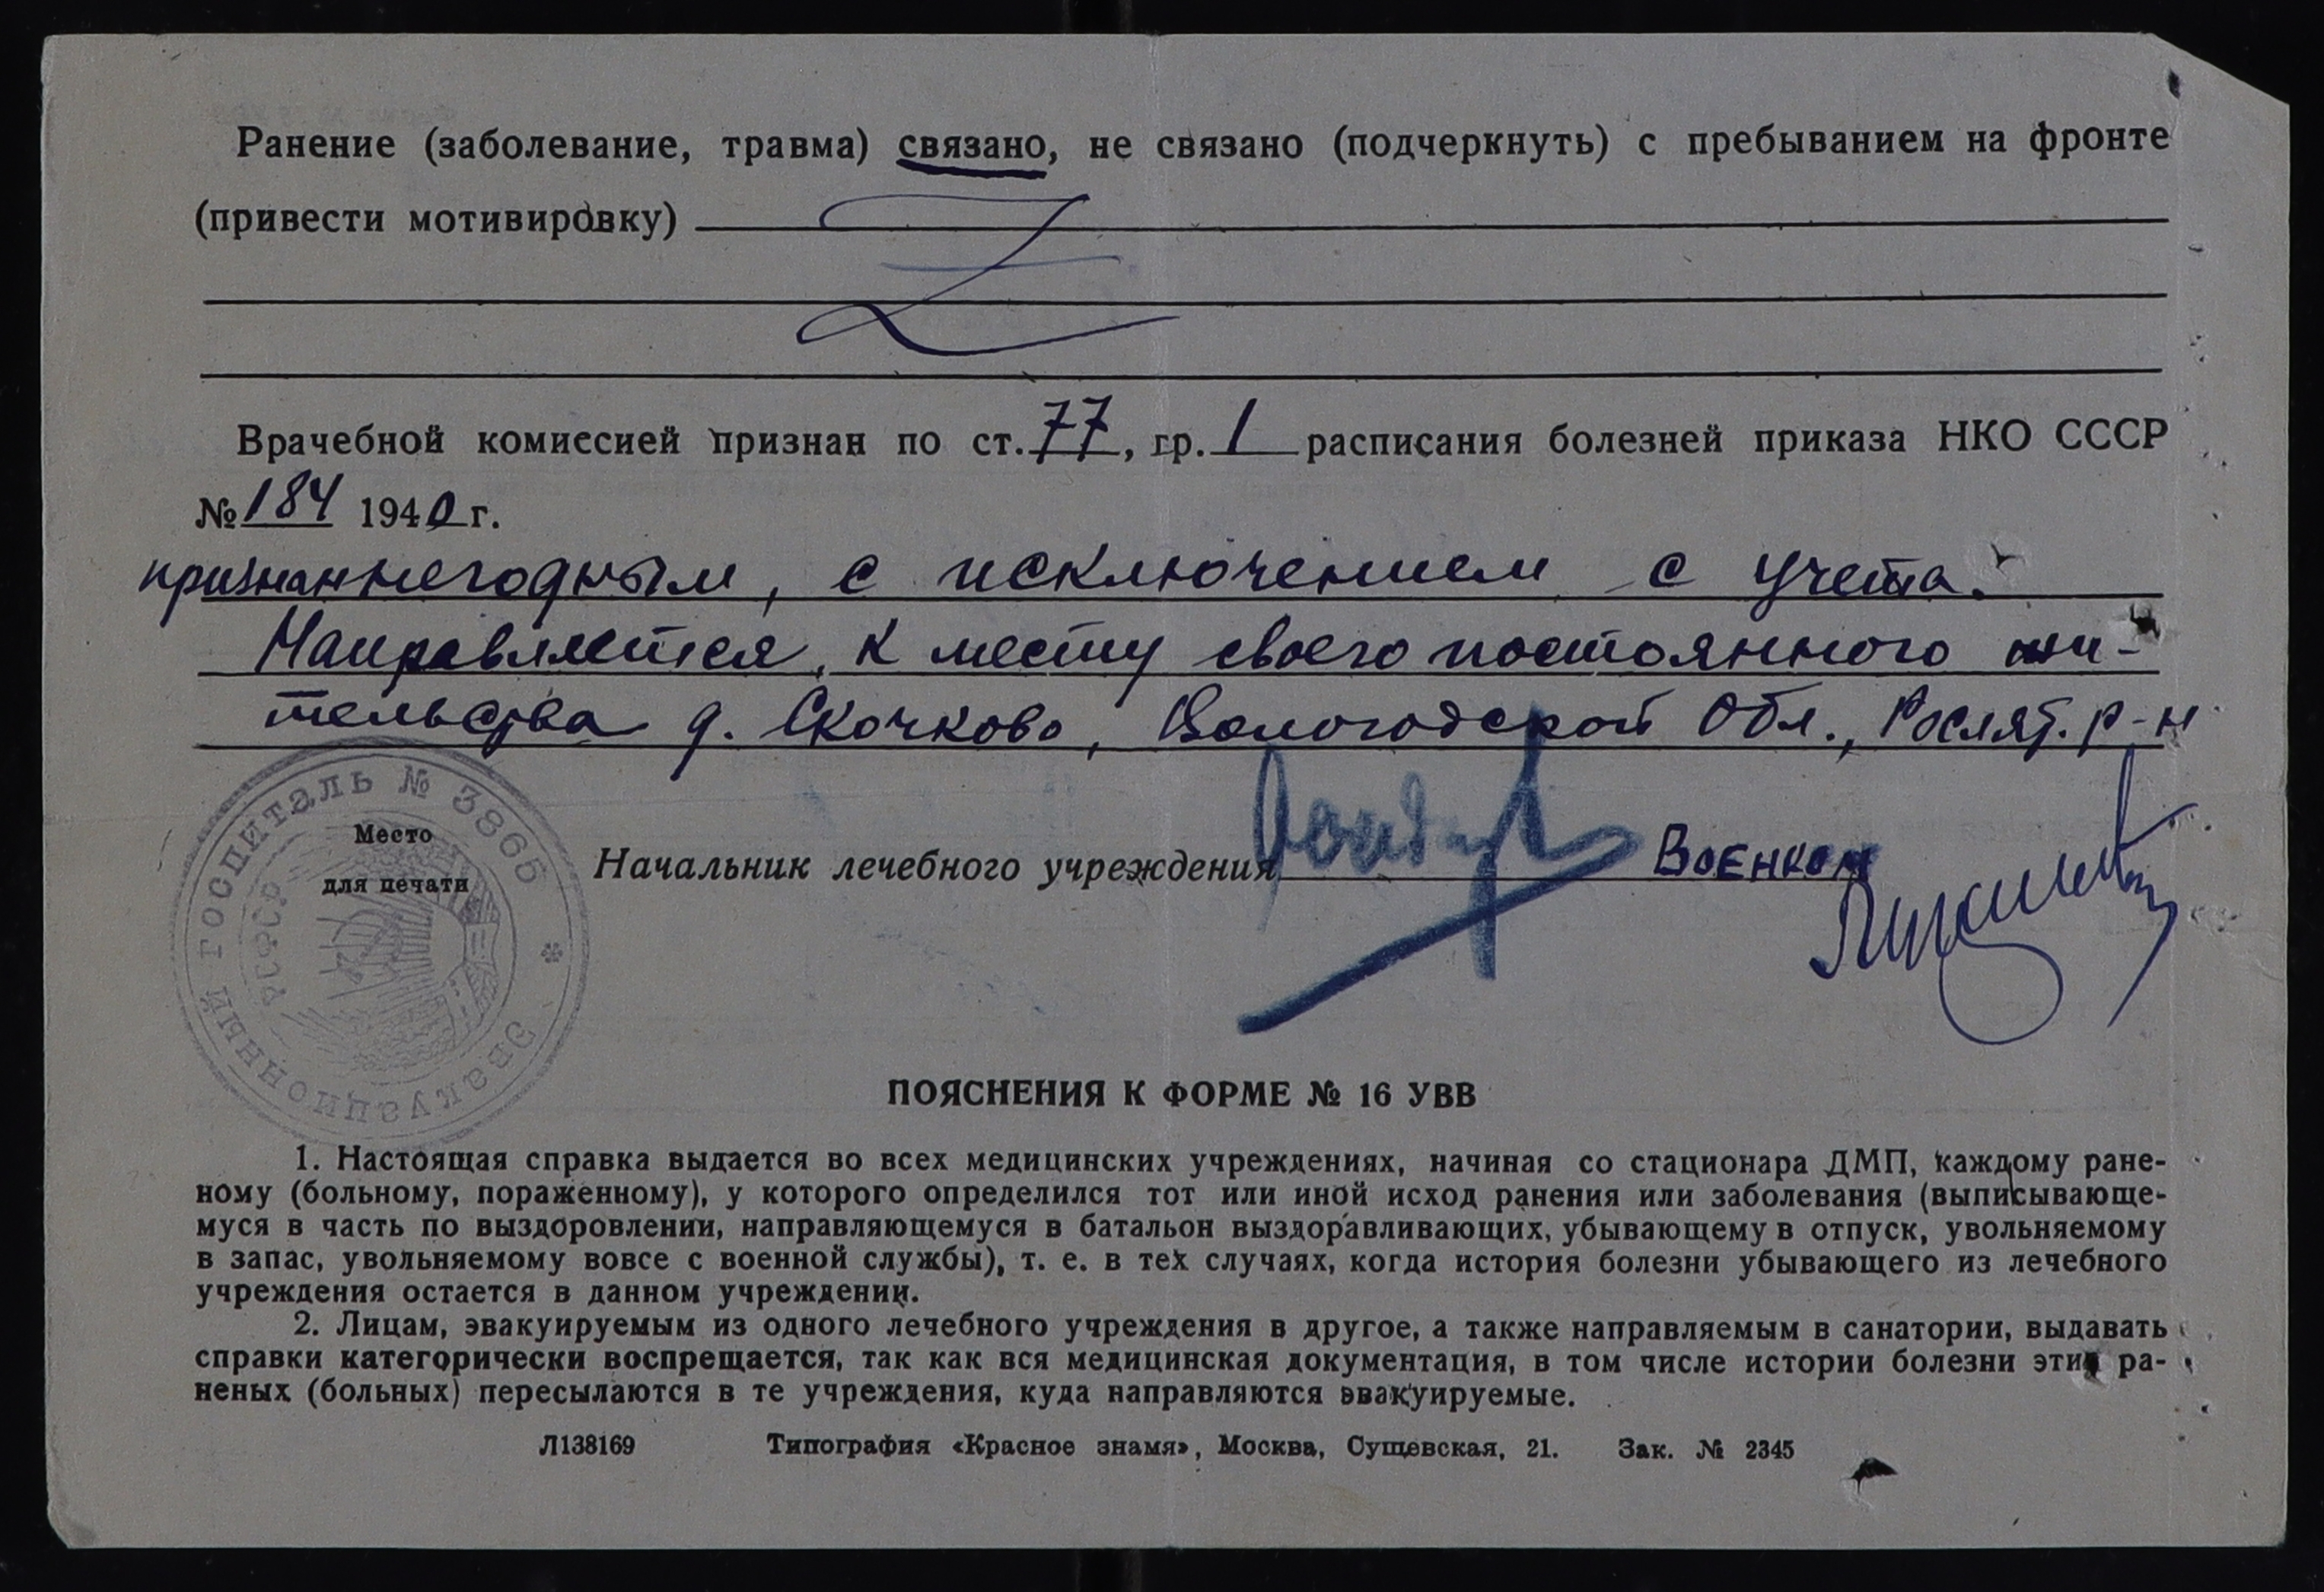 Ранение (заболевание, травма) связано, не связано (подчеркнуть) с пребыванием на фронте
(привести мотивировку)
Z
Врачебной комиссией признан по ст. 77, гр. 1 расписания болезней приказа НКО СССР
№ 184 1940 г.
признан негодным, с исключением с учета.
Направляется к месту своего постоянного жи-
тельства д. Скочково, Вологодской Обл., Рослят. р-н
Эвакуационный госпиталь № 3865 *
РСФСР
Место
для печати
Начальник лечебного учреждения Военком
ПОЯСНЕНИЯ К ФОРМЕ № 16 УВВ
1. Настоящая справка выдается во всех медицинских учреждениях, начиная со стационара ДМП, каждому ране-
ному (больному, пораженному), у которого определился тот или иной исход ранения или заболевания (выписывающе-
муся в часть по выздоровлении, направляющемуся в батальон выздоравливающих, убывающему в отпуск, увольняемому
в запас, увольняемому вовсе с военной службы), т. е. в тех случаях, когда история болезни убывающего из лечебного
учреждения остается в данном учреждении.
2. Лицам, эвакуируемым из одного лечебного учреждения в другое, а также направляемым в санатории, выдавать
справки категорически воспрещается, так как вся медицинская документация, в том числе истории болезни этих ра-
неных (больных) пересылаются в те учреждения, куда направляются эвакуируемые.
Л138169 Типография «Красное знамя», Москва, Сущевская, 21. Зак. № 2345